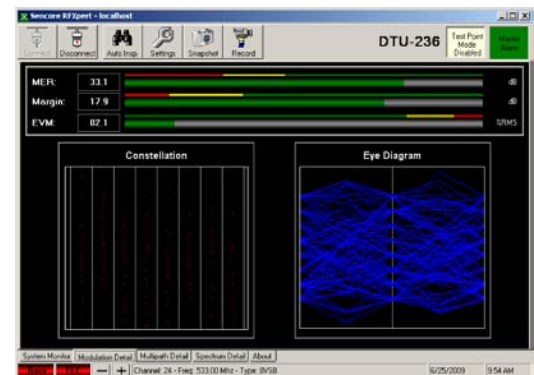 Sencore RFXpert - localhost
Connect Disconnect Auto Insp. Settings Snapshot Record
DTU-236
Test Point Mode Disabled
Master Alarm
MER: 33.1 dB
Margin: 17.9 dB
EVM: 02.1 %RMS
Constellation
Eye Diagram
System Monitor Modulation Detail Multipath Detail Spectrum Detail About
Channel: 24 - Freq: 533.00 Mhz - Type: 8VSB
6/25/2009
9:54 AM